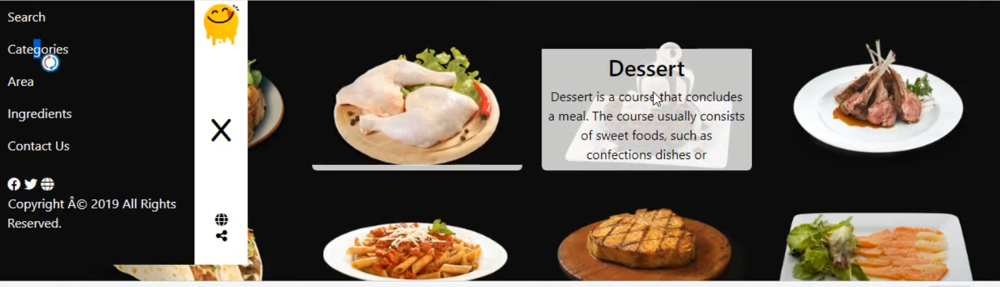 Search
Categories
Area
Ingredients
Contact Us
Copyright Â© 2019 All Rights
Reserved.
Dessert
Dessert is a course that concludes
a meal. The course usually consists
of sweet foods, such as
confections dishes or